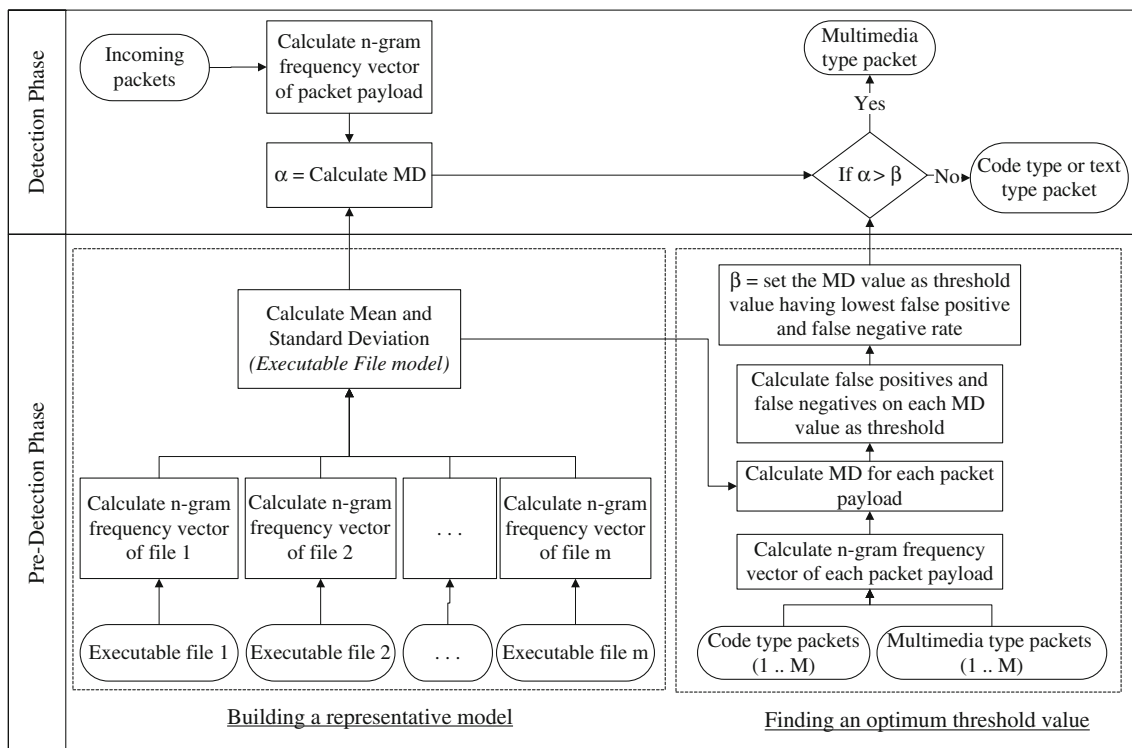 Detection Phase
Incoming
packets
Calculate n-gram
frequency vector
of packet payload
Multimedia
type packet
Yes
α = Calculate MD
If α > β
No
Code type or text
type packet
Pre-Detection Phase
Calculate Mean and
Standard Deviation
(Executable File model)
Calculate n-gram
frequency vector
of file 1
Calculate n-gram
frequency vector
of file 2
. . .
Calculate n-gram
frequency vector
of file m
Executable file 1
Executable file 2
. . .
Executable file m
Building a representative model
β = set the MD value as threshold
value having lowest false positive
and false negative rate
Calculate false positives and
false negatives on each MD
value as threshold
Calculate MD for each packet
payload
Calculate n-gram frequency
vector of each packet payload
Code type packets
(1 .. M)
Multimedia type packets
(1 .. M)
Finding an optimum threshold value